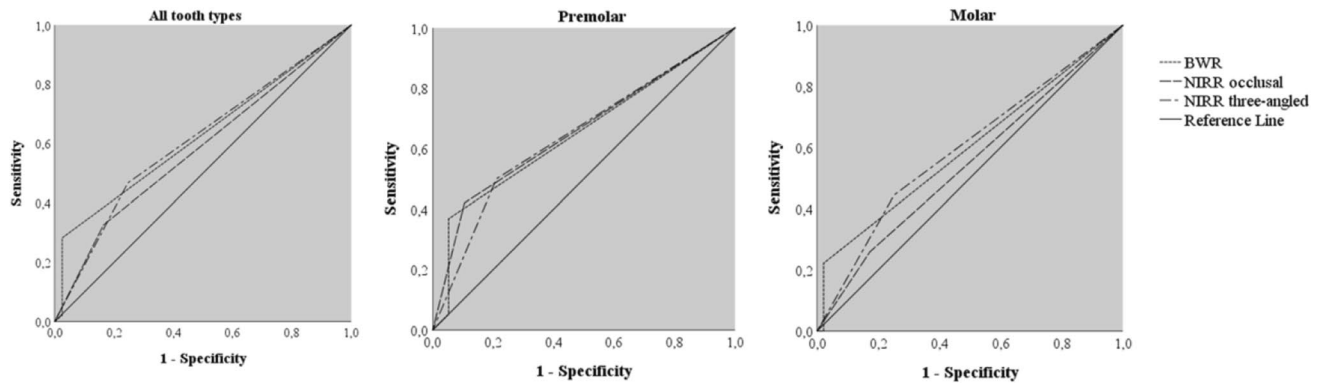 All tooth types
1,0
0,8
0,6
0,4
0,2
0,0
Sensitivity
0,0 0,2 0,4 0,6 0,8 1,0
1 - Specificity
Premolar
1,0
0,8
0,6
0,4
0,2
0,0
Sensitivity
0,0 0,2 0,4 0,6 0,8 1,0
1 - Specificity
Molar
1,0
0,8
0,6
0,4
0,2
0,0
Sensitivity
0,0 0,2 0,4 0,6 0,8 1,0
1 - Specificity
BWR
NIRR occlusal
NIRR three-angled
Reference Line